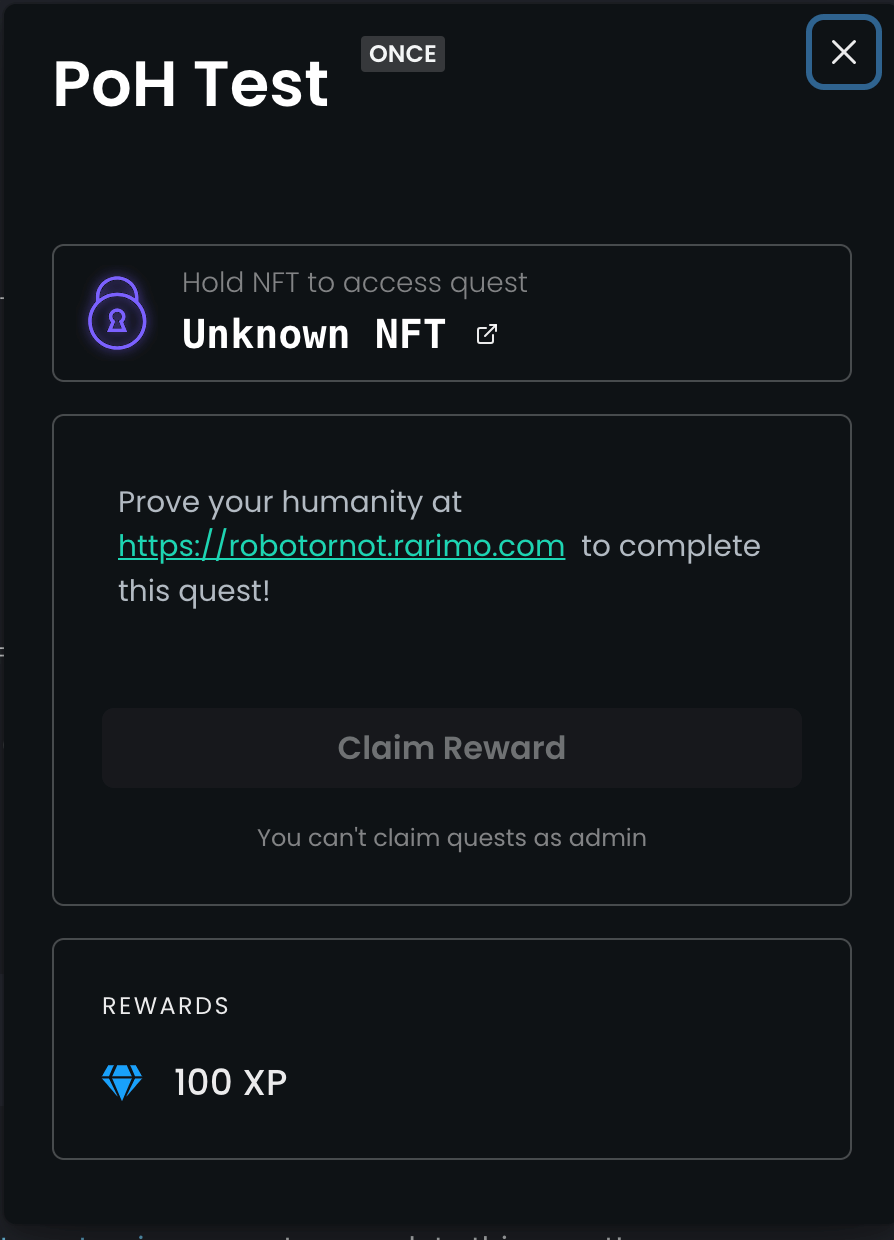 PoH Test ONCE
Hold NFT to access quest
Unknown NFT
Prove your humanity at
https://robotornot.rarimo.com to complete
this quest!
Claim Reward
You can't claim quests as admin
REWARDS
100 XP